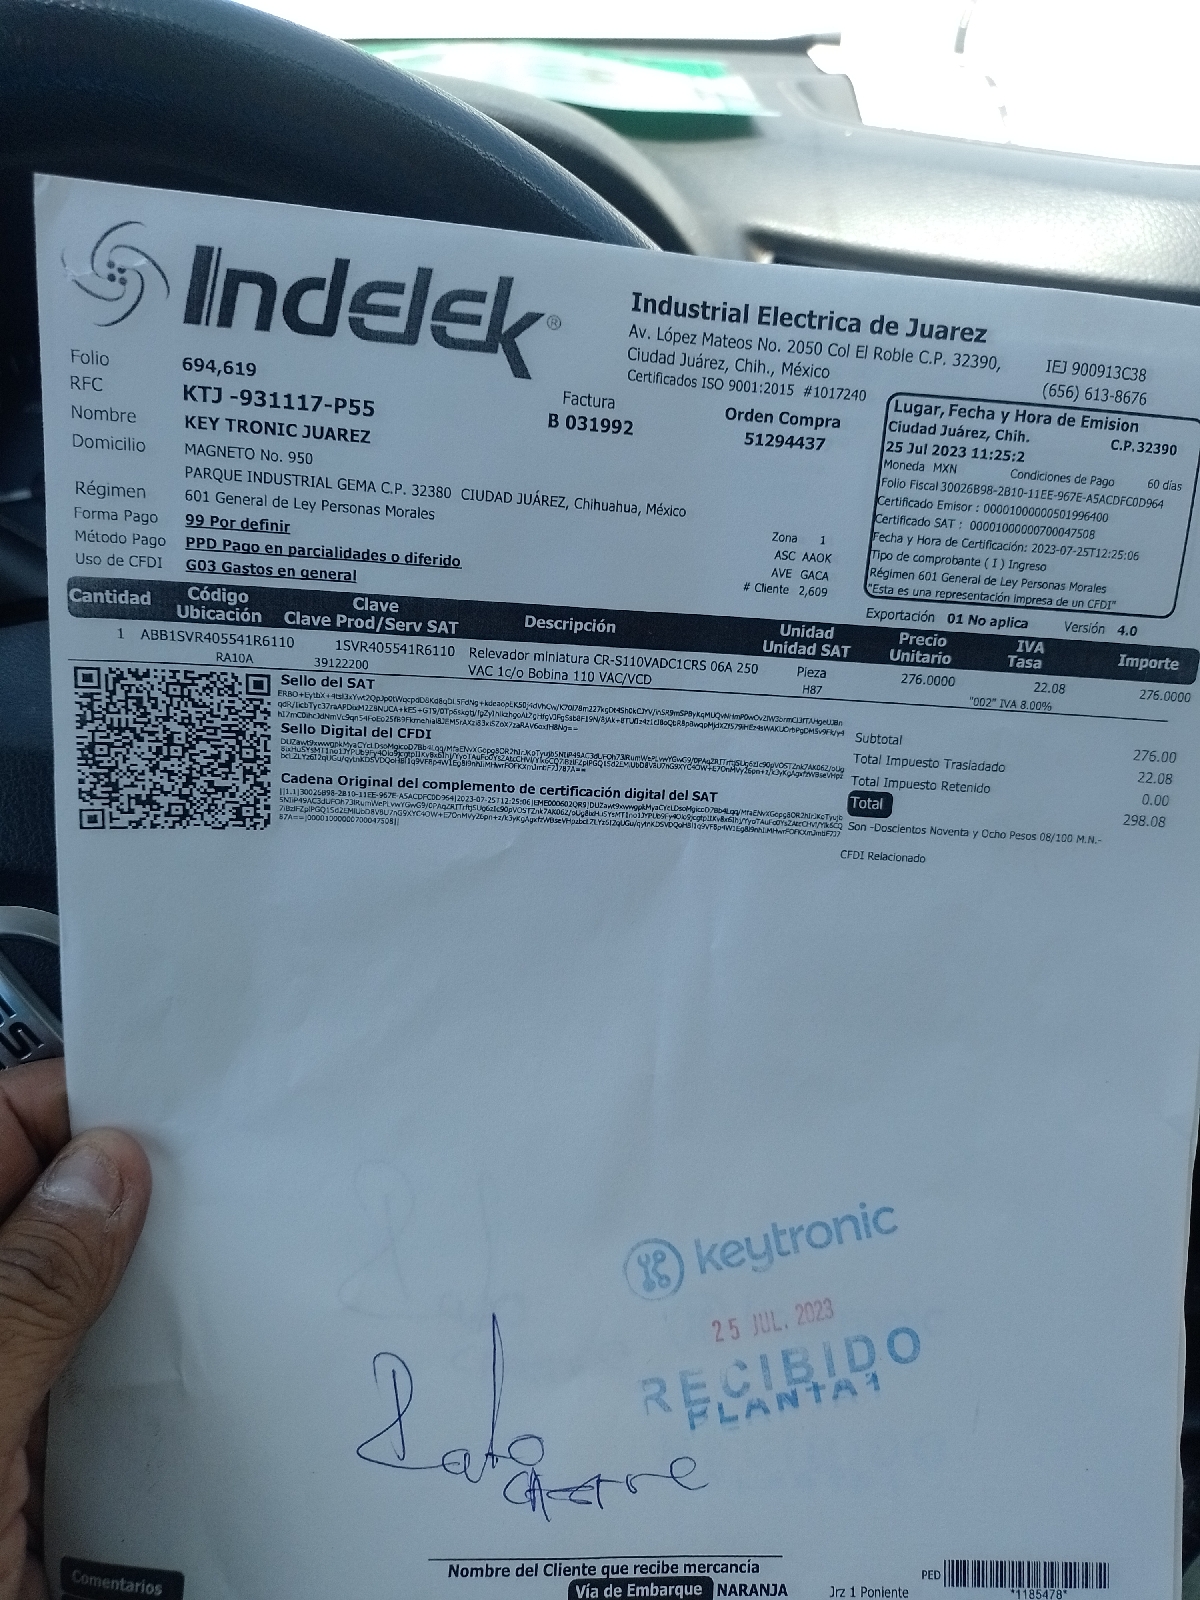 Indelek®
Industrial Electrica de Juarez
Av. López Mateos No. 2050 Col El Roble C.P. 32390,
Ciudad Juárez, Chih., México
Certificados ISO 9001:2015 #1017240
IEJ 900913C38
(656) 613-8676
Folio 694,619
RFC KTJ -931117-P55
Nombre KEY TRONIC JUAREZ
Domicilio MAGNETO No. 950
PARQUE INDUSTRIAL GEMA C.P. 32380 CIUDAD JUÁREZ, Chihuahua, México
Régimen 601 General de Ley Personas Morales
Forma Pago 99 Por definir
Método Pago PPD Pago en parcialidades o diferido
Uso de CFDI G03 Gastos en general
Factura
B 031992
Orden Compra
51294437
Lugar, Fecha y Hora de Emision
Ciudad Juárez, Chih. C.P. 32390
25 Jul 2023 11:25:2
Moneda MXN Condiciones de Pago 60 días
Folio Fiscal 30026B98-2B10-11EE-967E-A5ACDFC0D964
Certificado Emisor : 00001000000501996400
Certificado SAT : 00001000000700047508
Fecha y Hora de Certificación: 2023-07-25T12:25:06
Tipo de comprobante ( I ) Ingreso
Régimen 601 General de Ley Personas Morales
"Esta es una representación impresa de un CFDI"
Zona 1
ASC AAOK
AVE GACA
# Cliente 2,609
Exportación 01 No aplica Versión 4.0
Cantidad Código Ubicación Clave Clave Prod/Serv SAT Descripción Unidad Unidad SAT Precio Unitario IVA Tasa Importe
1 ABB1SVR405541R6110 1SVR405541R6110 Relevador miniatura CR-S110VADC1CRS 06A 250 Pieza 276.0000 22.08 276.0000
RA10A 39122200 VAC 1c/o Bobina 110 VAC/VCD H87 "002" IVA 8.00%
Sello del SAT
Sello Digital del CFDI
Cadena Original del complemento de certificación digital del SAT
Subtotal 276.00
Total Impuesto Trasladado 22.08
Total Impuesto Retenido 0.00
Total 298.08
Son -Doscientos Noventa y Ocho Pesos 08/100 M.N.-
CFDI Relacionado
keytronic
25 JUL. 2023
RECIBIDO
PLANTA 1
Nombre del Cliente que recibe mercancía
Comentarios
Vía de Embarque NARANJA Jrz 1 Poniente
PED
*1185478*